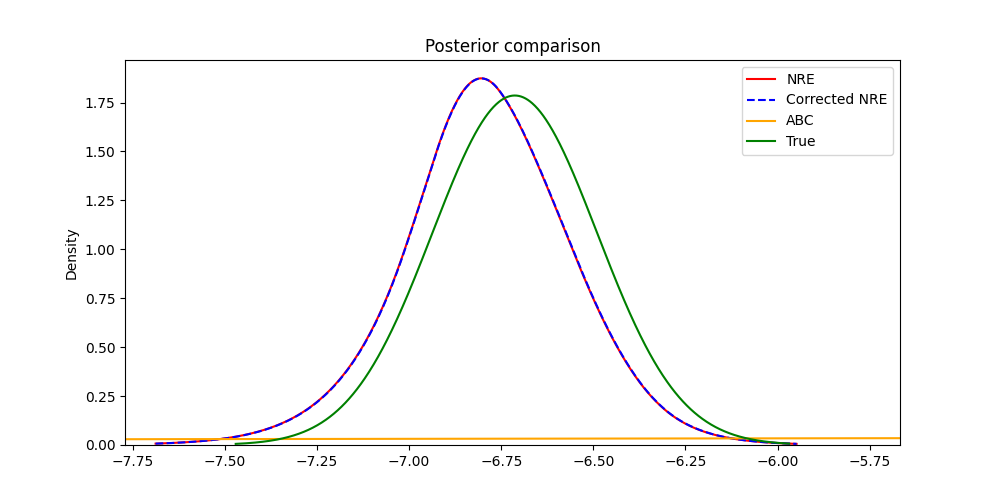 Posterior comparison
NRE
Corrected NRE
ABC
True
Density
1.75
1.50
1.25
1.00
0.75
0.50
0.25
0.00
−7.75 −7.50 −7.25 −7.00 −6.75 −6.50 −6.25 −6.00 −5.75